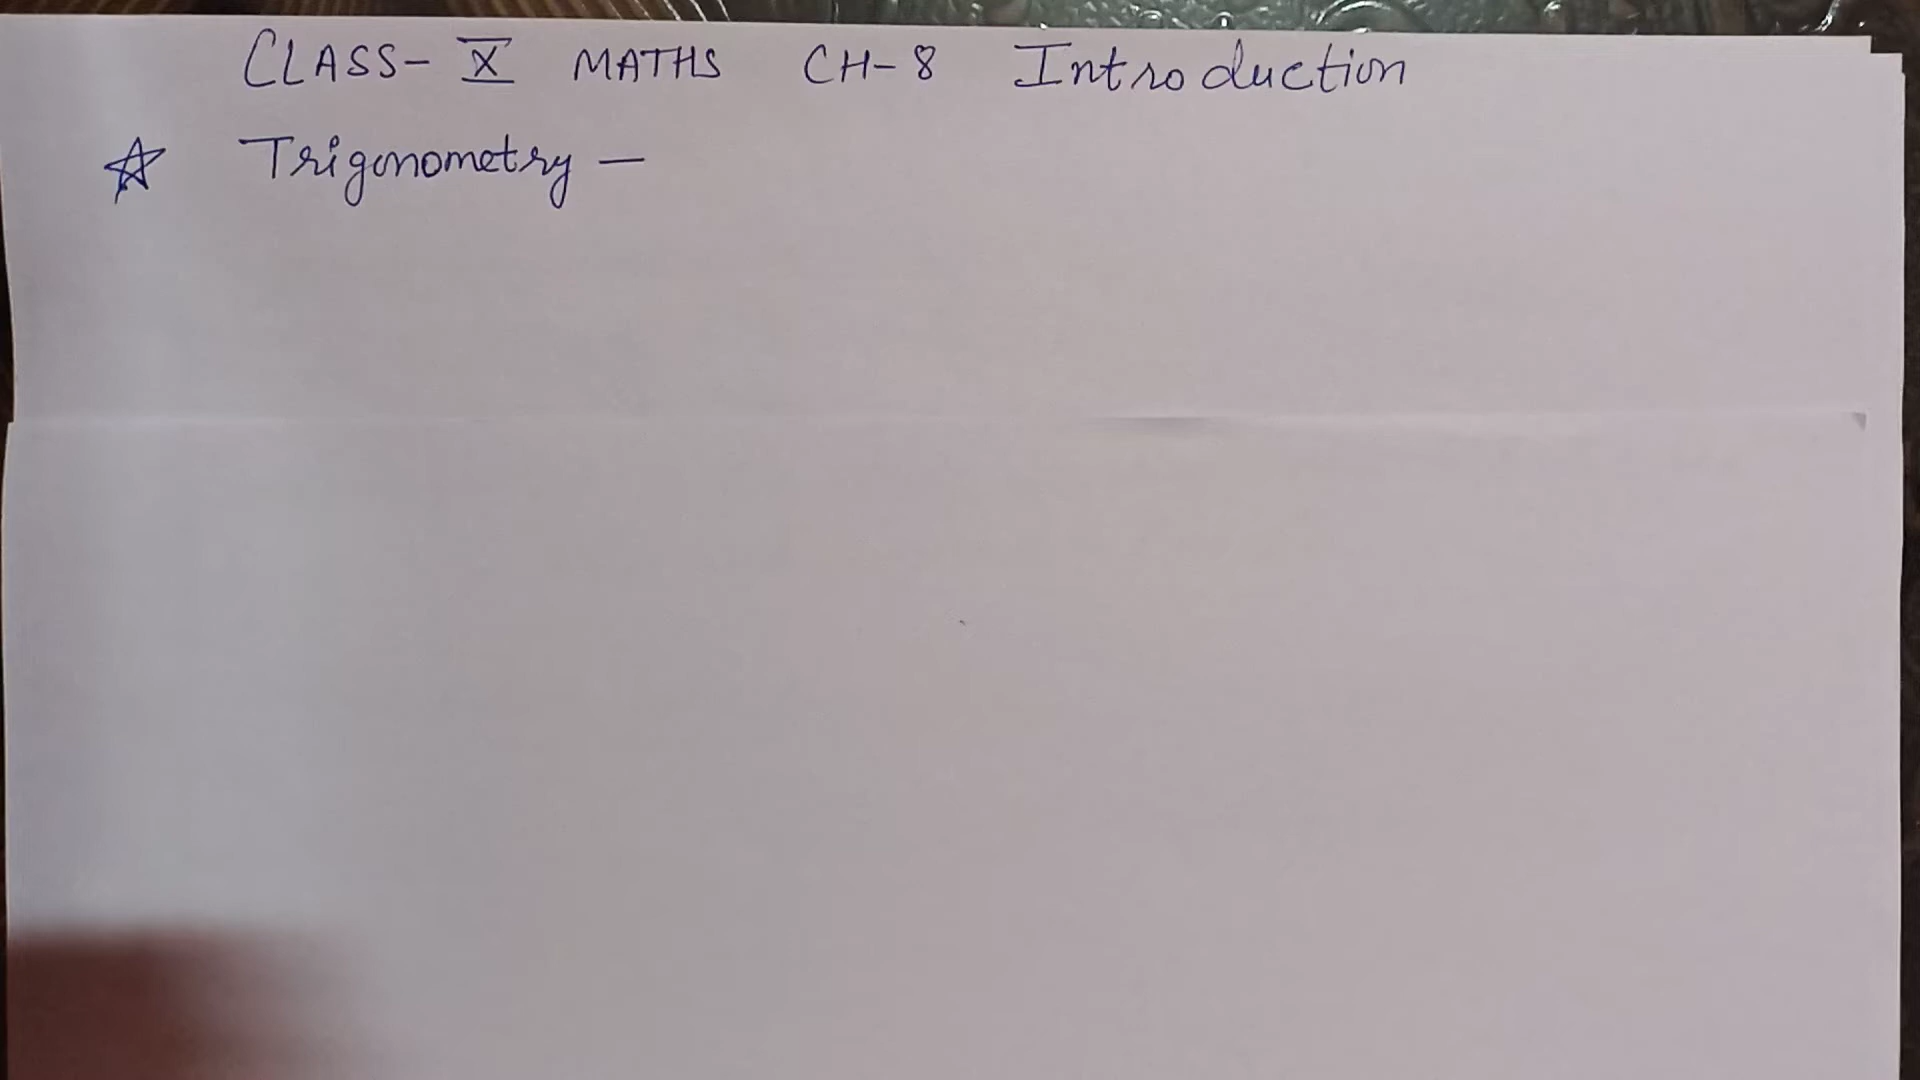 CLASS- X MATHS CH-8 Introduction
☆ Trigonometry —